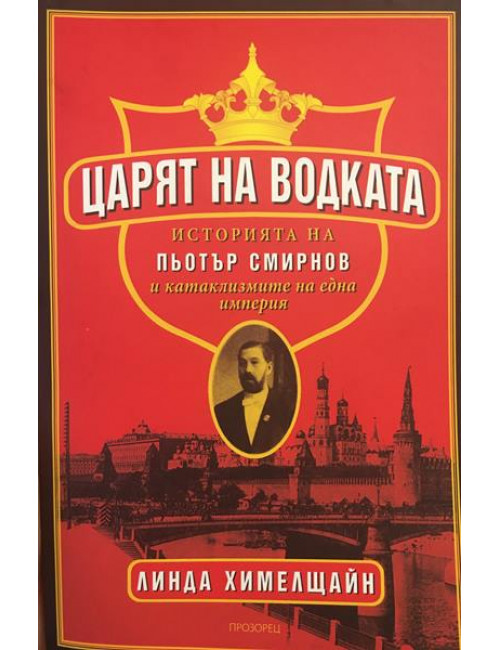 ЦАРЯТ НА ВОДКАТА
ИСТОРИЯТА НА
ПЬОТЪР СМИРНОВ
и катаклизмите на една
империя
ЛИНДА ХИМЕЛЩАЙН
ПРОЗОРЕЦ